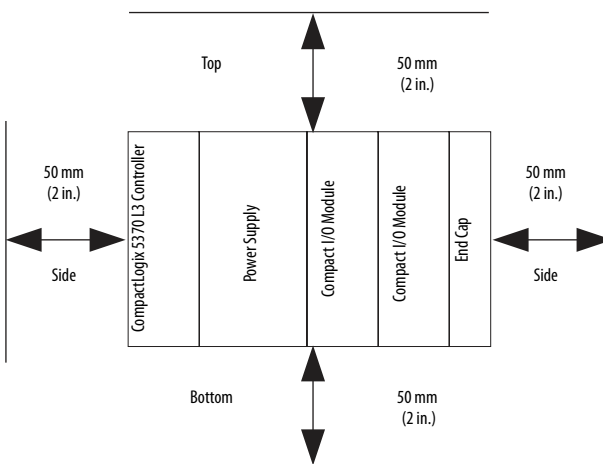 Top
50 mm
(2 in.)
50 mm
(2 in.)
Side
CompactLogix 5370 L3 Controller
Power Supply
Compact I/O Module
Compact I/O Module
End Cap
50 mm
(2 in.)
Side
Bottom
50 mm
(2 in.)